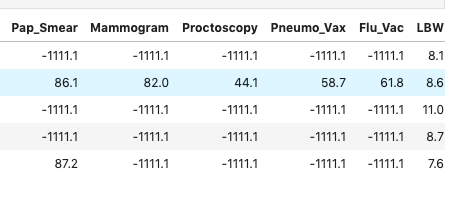 Pap_Smear Mammogram Proctoscopy Pneumo_Vax Flu_Vac LBW
-1111.1 -1111.1 -1111.1 -1111.1 -1111.1 8.1
86.1 82.0 44.1 58.7 61.8 8.6
-1111.1 -1111.1 -1111.1 -1111.1 -1111.1 11.0
-1111.1 -1111.1 -1111.1 -1111.1 -1111.1 8.7
87.2 -1111.1 -1111.1 -1111.1 -1111.1 7.6